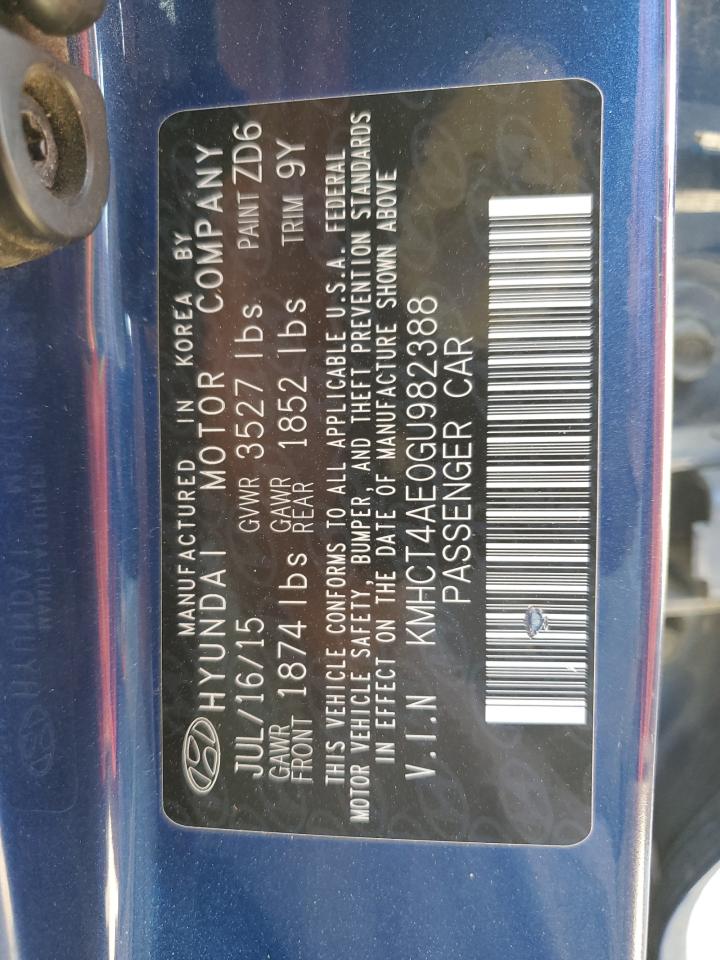 MANUFACTURED IN KOREA BY
HYUNDAI MOTOR COMPANY
JUL/16/15 GVWR 3527 lbs PAINT ZD6
GAWR FRONT 1874 lbs GAWR REAR 1852 lbs TRIM 9Y
THIS VEHICLE CONFORMS TO ALL APPLICABLE U.S.A. FEDERAL
MOTOR VEHICLE SAFETY, BUMPER, AND THEFT PREVENTION STANDARDS
IN EFFECT ON THE DATE OF MANUFACTURE SHOWN ABOVE
V.I.N KMHCT4AE0GU982388
PASSENGER CAR